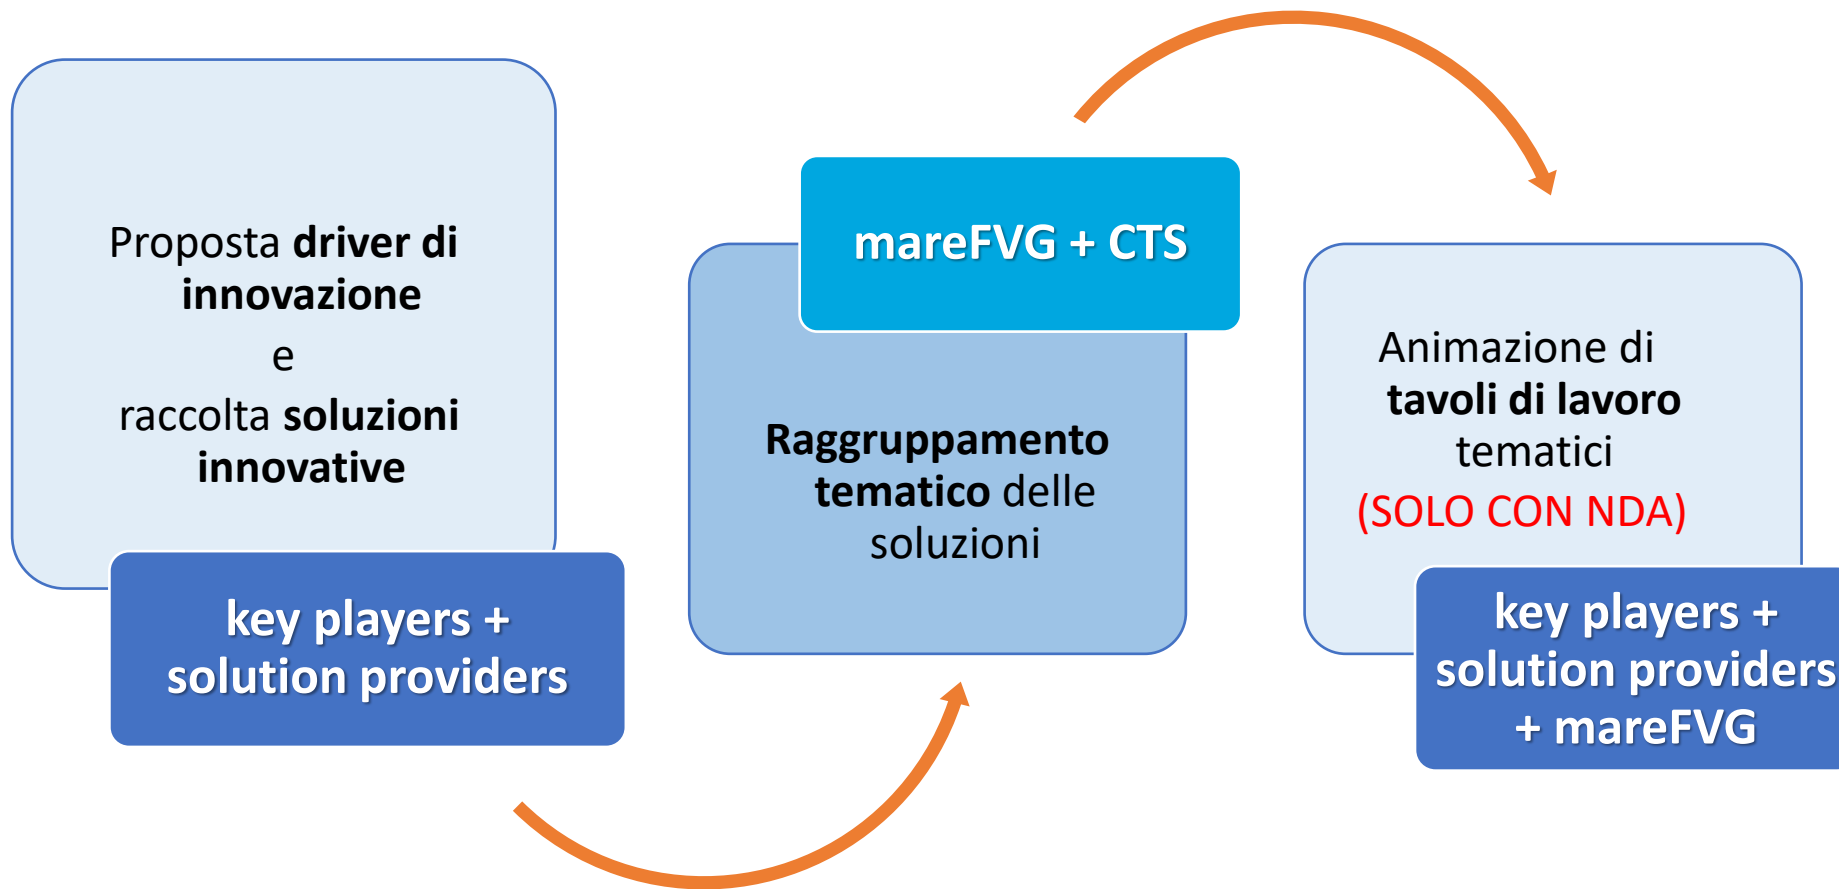 Proposta driver di
innovazione
e
raccolta soluzioni
innovative
key players +
solution providers
mareFVG + CTS
Raggruppamento
tematico delle
soluzioni
Animazione di
tavoli di lavoro
tematici
(SOLO CON NDA)
key players +
solution providers
+ mareFVG